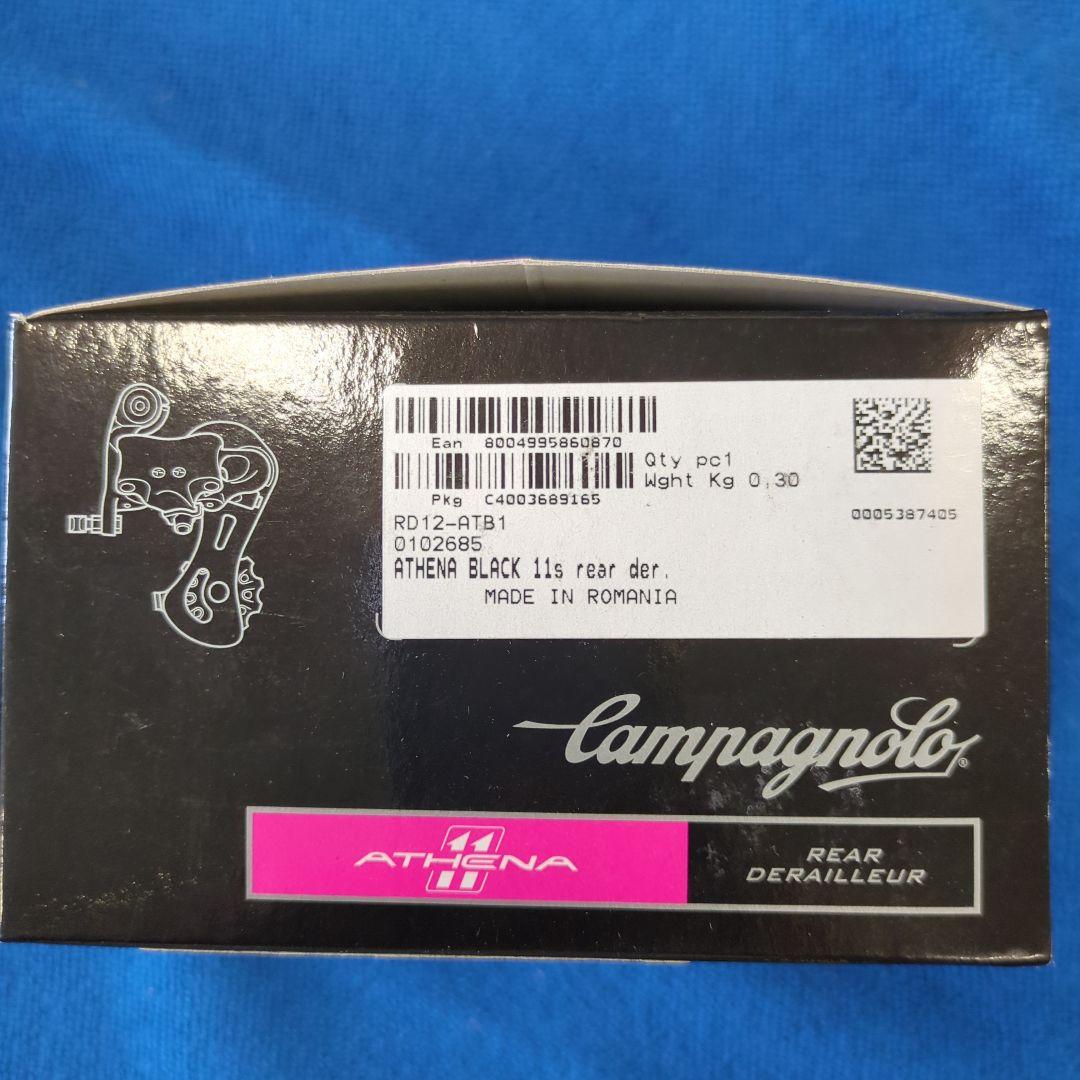 Ean 8004995860870
Pkg C4003689165
Qty pc1
Wght Kg 0,30
0005387405
RD12-ATB1
0102685
ATHENA BLACK 11s rear der.
MADE IN ROMANIA
Campagnolo®
ATHENA
11
REAR
DERAILLEUR